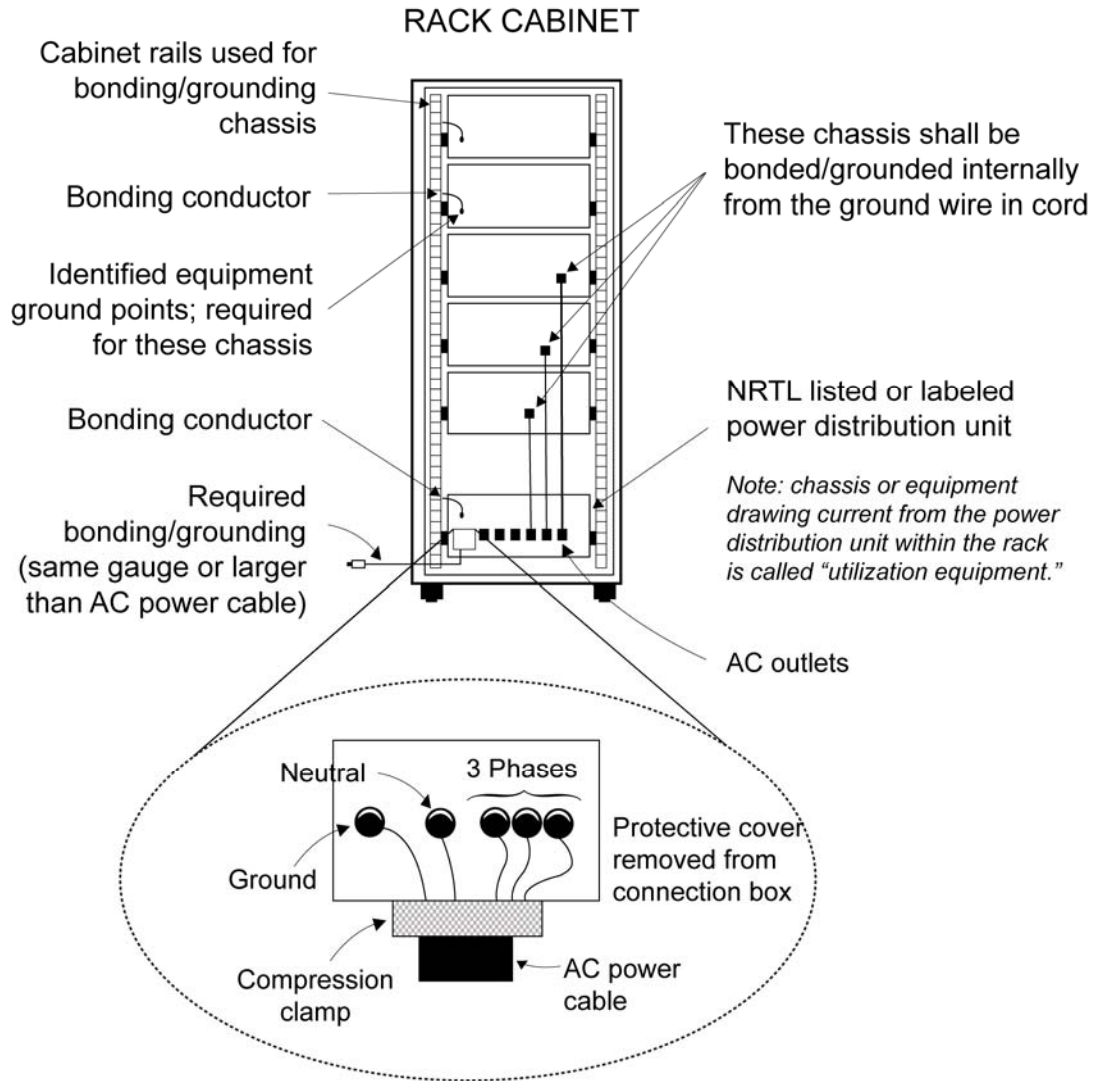 RACK CABINET
Cabinet rails used for
bonding/grounding
chassis
Bonding conductor
Identified equipment
ground points; required
for these chassis
Bonding conductor
Required
bonding/grounding
(same gauge or larger
than AC power cable)
These chassis shall be
bonded/grounded internally
from the ground wire in cord
NRTL listed or labeled
power distribution unit
Note: chassis or equipment
drawing current from the power
distribution unit within the rack
is called “utilization equipment.”
AC outlets
Neutral
3 Phases
Ground
Protective cover
removed from
connection box
Compression
clamp
AC power
cable